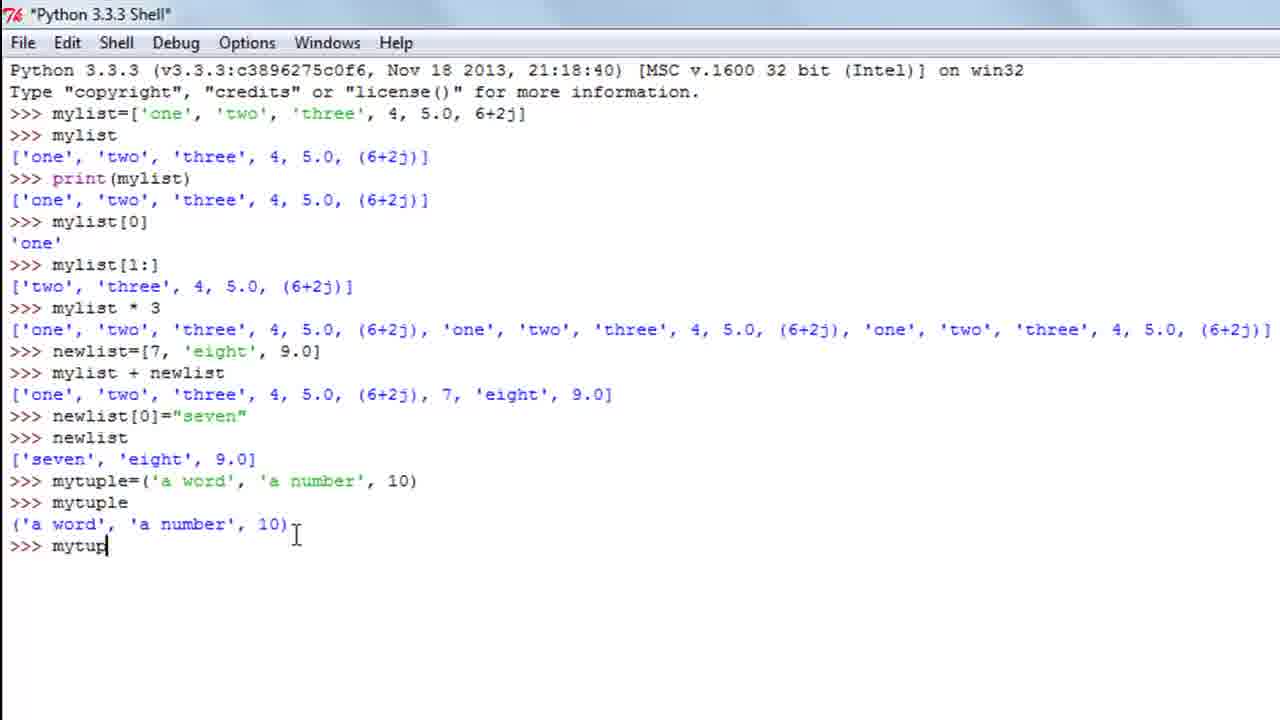 *Python 3.3.3 Shell*
File Edit Shell Debug Options Windows Help
Python 3.3.3 (v3.3.3:c3896275c0f6, Nov 18 2013, 21:18:40) [MSC v.1600 32 bit (Intel)] on win32
Type "copyright", "credits" or "license()" for more information.
>>> mylist=['one', 'two', 'three', 4, 5.0, 6+2j]
>>> mylist
['one', 'two', 'three', 4, 5.0, (6+2j)]
>>> print(mylist)
['one', 'two', 'three', 4, 5.0, (6+2j)]
>>> mylist[0]
'one'
>>> mylist[1:]
['two', 'three', 4, 5.0, (6+2j)]
>>> mylist * 3
['one', 'two', 'three', 4, 5.0, (6+2j), 'one', 'two', 'three', 4, 5.0, (6+2j), 'one', 'two', 'three', 4, 5.0, (6+2j)]
>>> newlist=[7, 'eight', 9.0]
>>> mylist + newlist
['one', 'two', 'three', 4, 5.0, (6+2j), 7, 'eight', 9.0]
>>> newlist[0]="seven"
>>> newlist
['seven', 'eight', 9.0]
>>> mytuple=('a word', 'a number', 10)
>>> mytuple
('a word', 'a number', 10)
>>> mytup